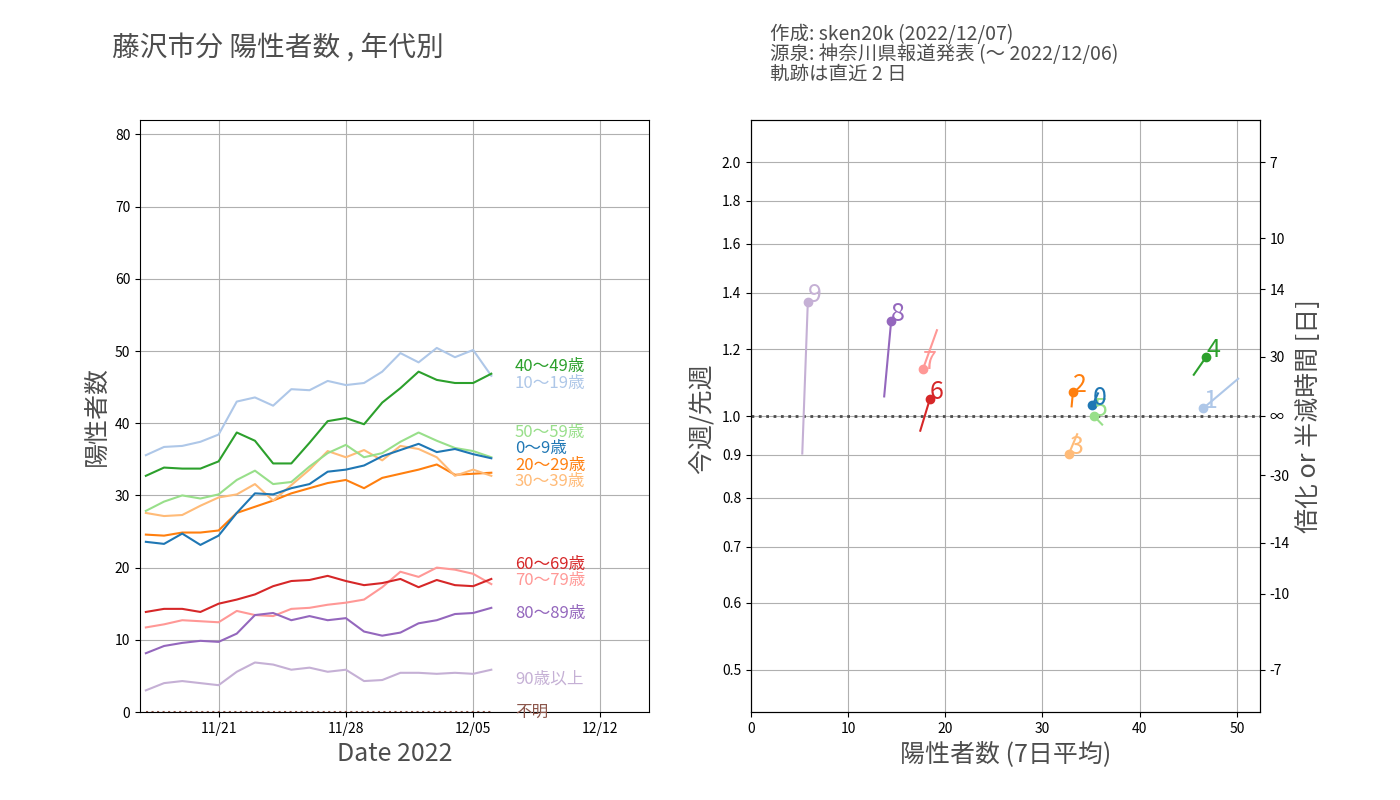 藤沢市分 陽性者数 , 年代別
作成: sken20k (2022/12/07)
源泉: 神奈川県報道発表 (〜 2022/12/06)
軌跡は直近 2 日
陽性者数
80
70
60
50
40
30
20
10
0
40〜49歳
10〜19歳
50〜59歳
0〜9歳
20〜29歳
30〜39歳
60〜69歳
70〜79歳
80〜89歳
90歳以上
不明
11/21 11/28 12/05 12/12
Date 2022
今週/先週
2.0
1.8
1.6
1.4
1.2
1.0
0.9
0.8
0.7
0.6
0.5
9
8
7
6
4
2
0
1
5
3
7
10
14
30
∞
-30
-14
-10
-7
倍化 or 半減時間 [日]
0 10 20 30 40 50
陽性者数 (7日平均)